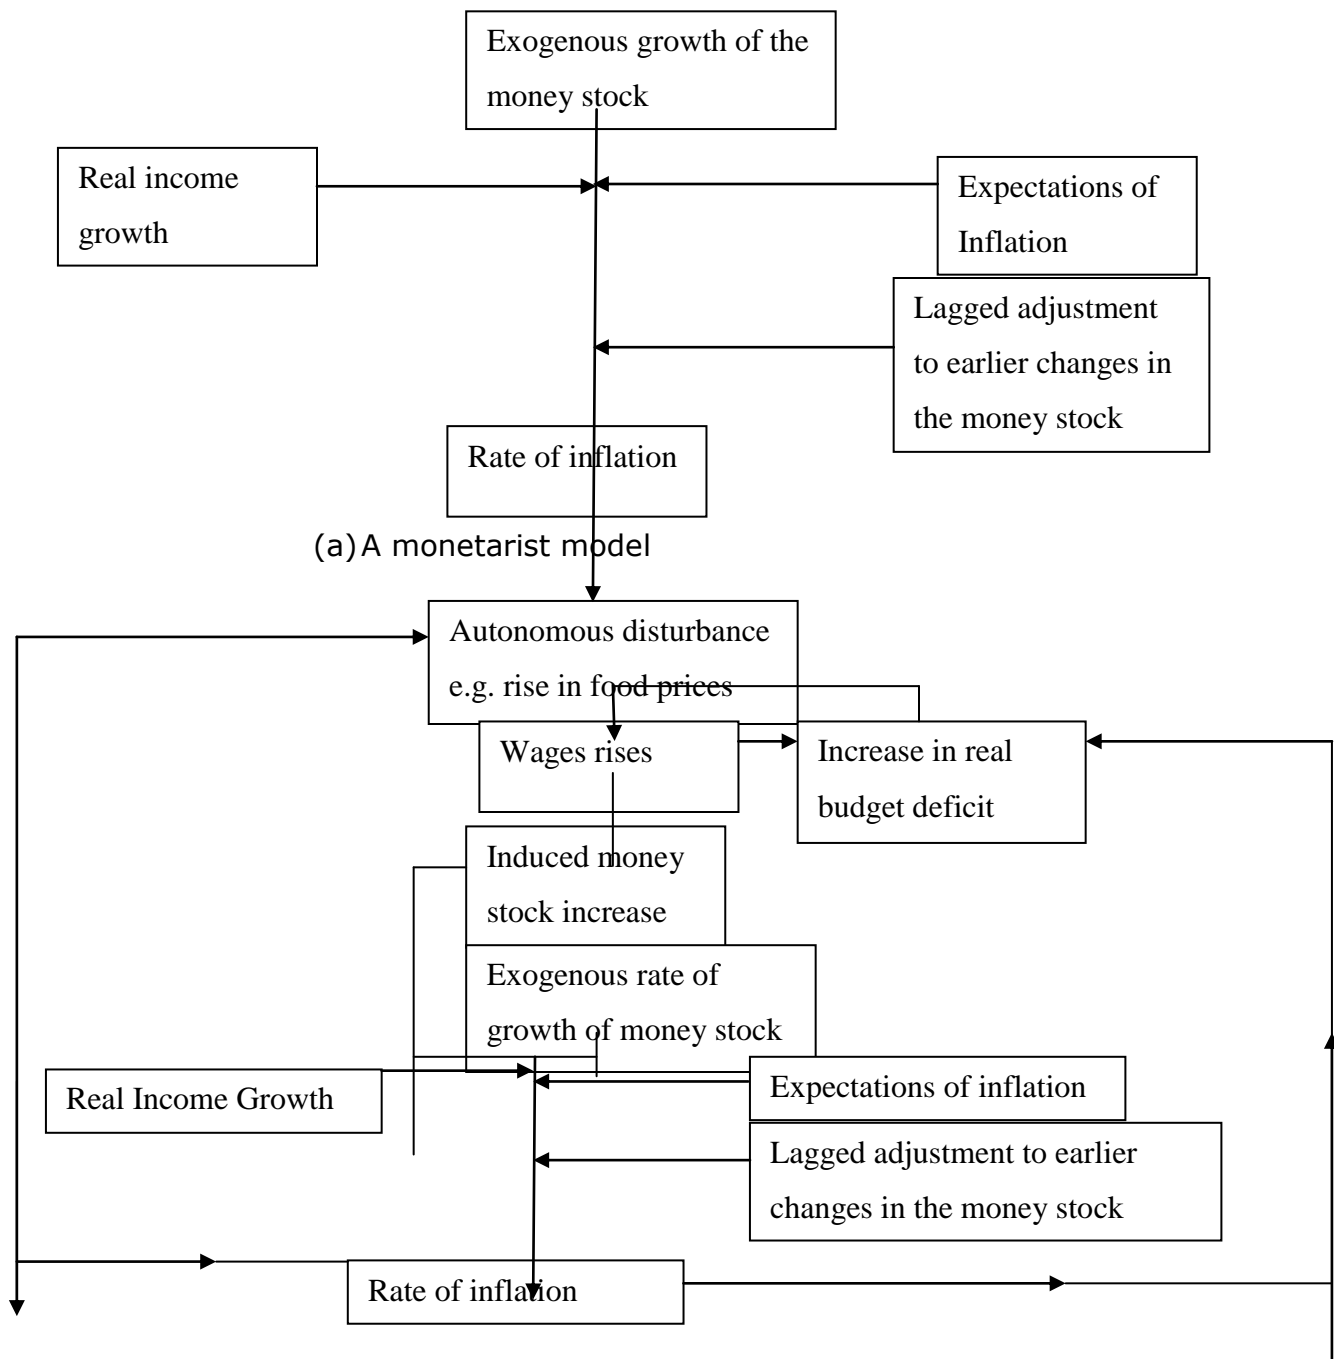 Exogenous growth of the
money stock
Real income
growth
Expectations of
Inflation
Lagged adjustment
to earlier changes in
the money stock
Rate of inflation
(a) A monetarist model
Autonomous disturbance
e.g. rise in food prices
Wages rises
Increase in real
budget deficit
Induced money
stock increase
Exogenous rate of
growth of money stock
Real Income Growth
Expectations of inflation
Lagged adjustment to earlier
changes in the money stock
Rate of inflation